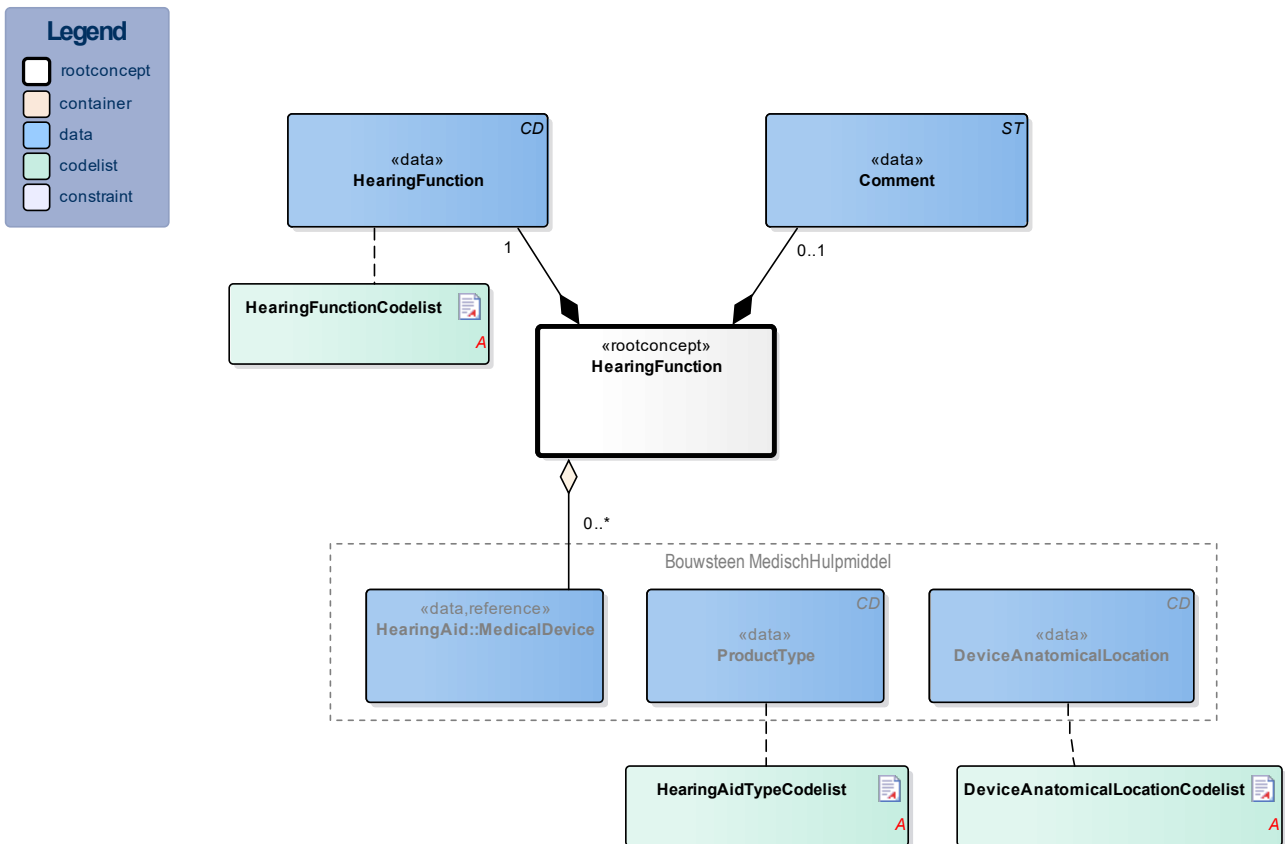 Legend
rootconcept
container
data
codelist
constraint
CD
«data»
HearingFunction
ST
«data»
Comment
1
0..1
HearingFunctionCodelist
A
«rootconcept»
HearingFunction
0..*
Bouwsteen MedischHulpmiddel
«data,reference»
HearingAid::MedicalDevice
CD
«data»
ProductType
CD
«data»
DeviceAnatomicalLocation
HearingAidTypeCodelist
A
DeviceAnatomicalLocationCodelist
A